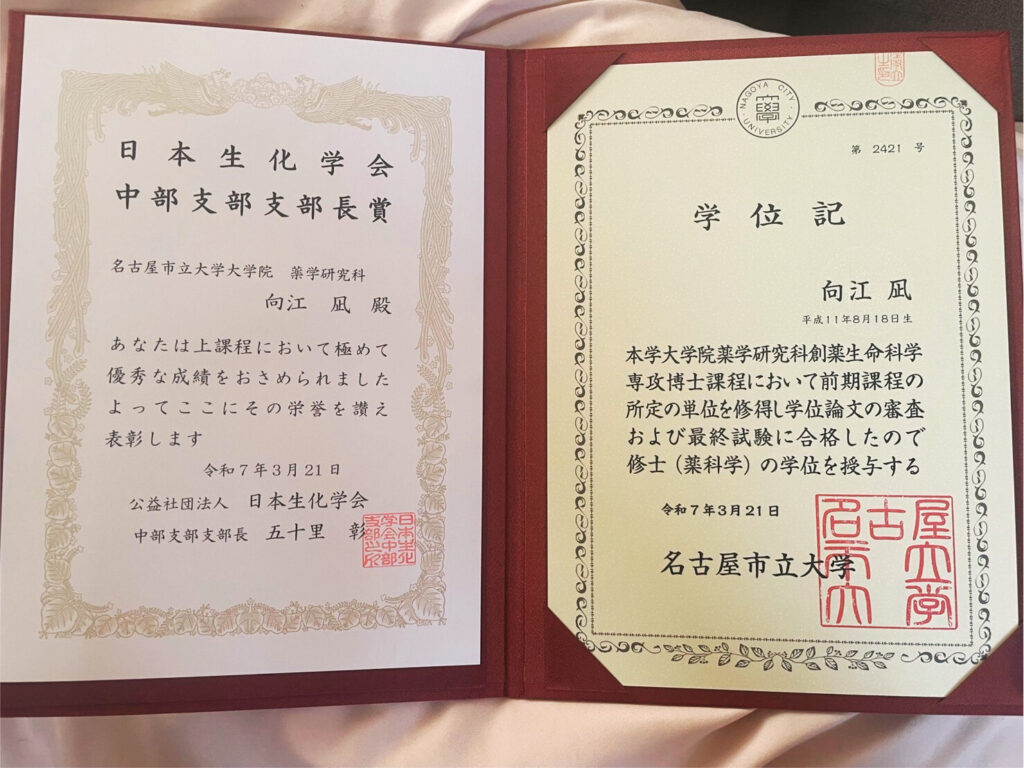 日本生化学会
中部支部支部長賞
名古屋市立大学大学院 薬学研究科
向江 凪 殿
あなたは上課程において極めて
優秀な成績をおさめられました
よってここにその栄誉を讃え
表彰します
令和7年3月21日
公益社団法人 日本生化学会
中部支部支部長 五十里 彰
NAGOYA CITY UNIVERSITY
第 2421 号
学位記
向江 凪
平成11年8月18日生
本学大学院薬学研究科創薬生命科学
専攻博士課程において前期課程の
所定の単位を修得し学位論文の審査
および最終試験に合格したので
修士(薬科学)の学位を授与する
令和7年3月21日
名古屋市立大学